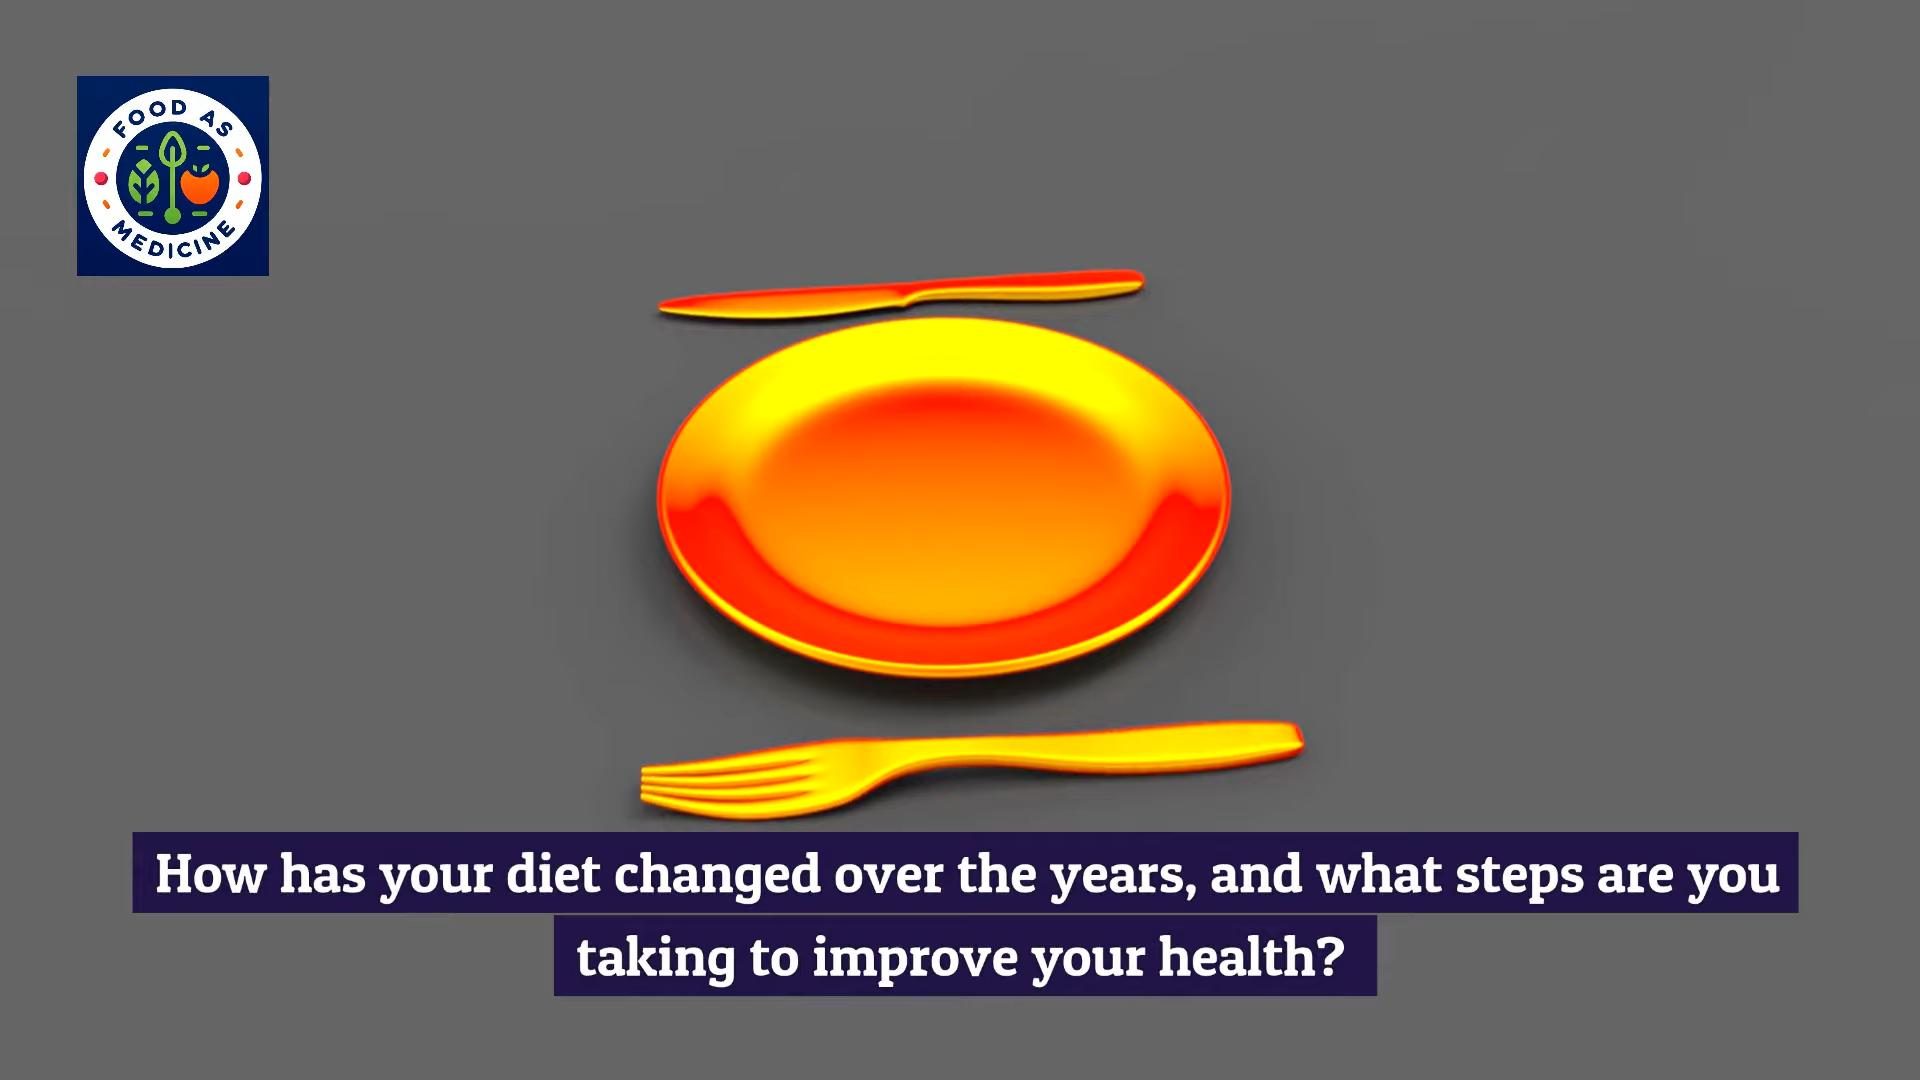 FOOD AS
MEDICINE
How has your diet changed over the years, and what steps are you
taking to improve your health?